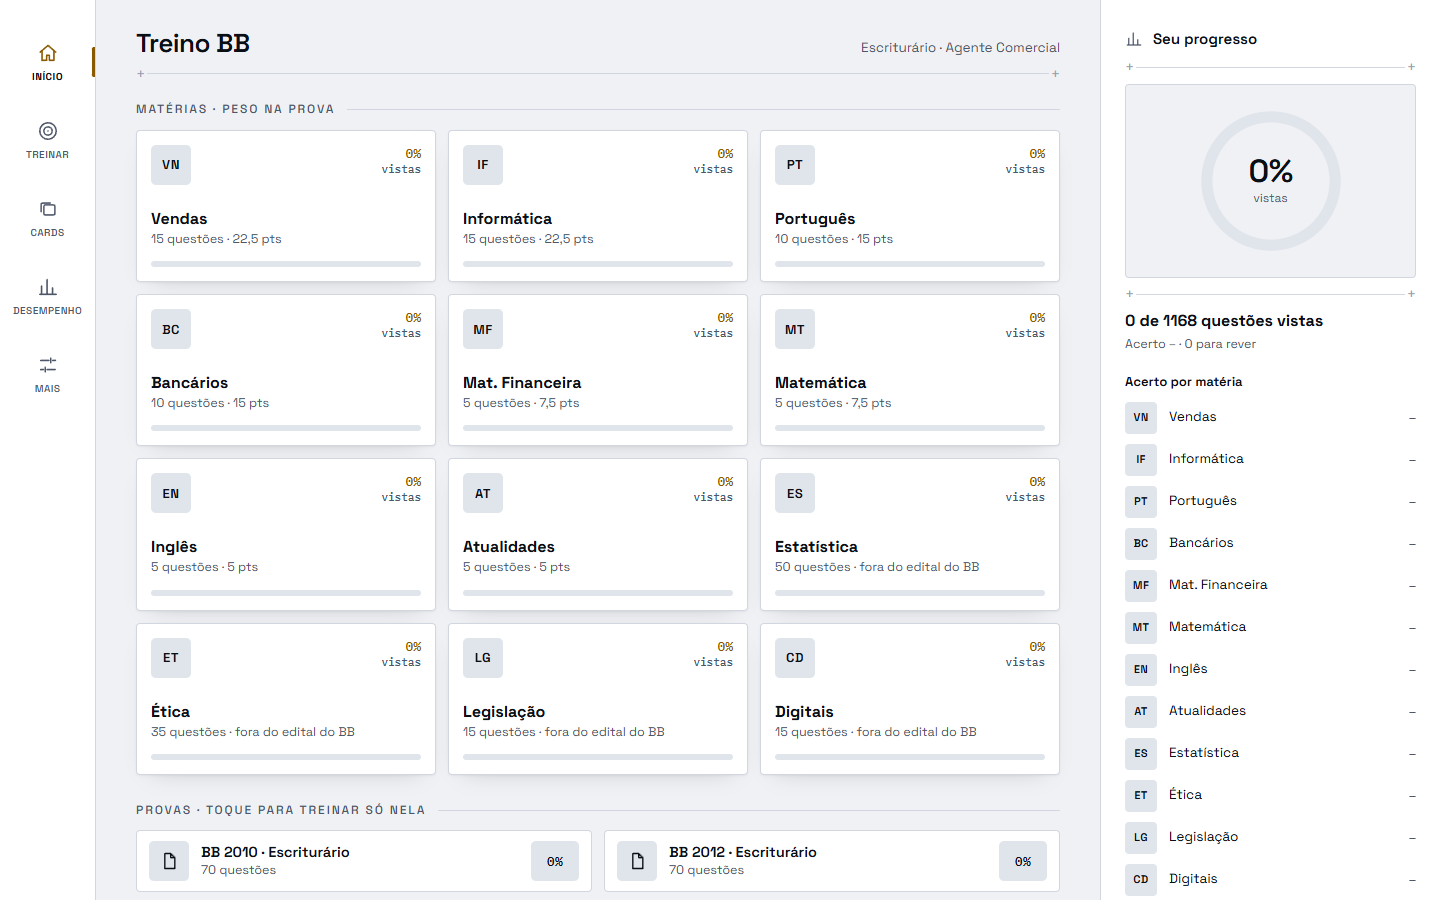 INÍCIO
TREINAR
CARDS
DESEMPENHO
MAIS
Treino BB
Escriturário · Agente Comercial
MATÉRIAS · PESO NA PROVA
VN
0%
vistas
Vendas
15 questões · 22,5 pts
IF
0%
vistas
Informática
15 questões · 22,5 pts
PT
0%
vistas
Português
10 questões · 15 pts
BC
0%
vistas
Bancários
10 questões · 15 pts
MF
0%
vistas
Mat. Financeira
5 questões · 7,5 pts
MT
0%
vistas
Matemática
5 questões · 7,5 pts
EN
0%
vistas
Inglês
5 questões · 5 pts
AT
0%
vistas
Atualidades
5 questões · 5 pts
ES
0%
vistas
Estatística
50 questões · fora do edital do BB
ET
0%
vistas
Ética
35 questões · fora do edital do BB
LG
0%
vistas
Legislação
15 questões · fora do edital do BB
CD
0%
vistas
Digitais
15 questões · fora do edital do BB
PROVAS · TOQUE PARA TREINAR SÓ NELA
BB 2010 · Escriturário
70 questões
0%
BB 2012 · Escriturário
70 questões
0%
Seu progresso
0%
vistas
0 de 1168 questões vistas
Acerto – · 0 para rever
Acerto por matéria
VN Vendas –
IF Informática –
PT Português –
BC Bancários –
MF Mat. Financeira –
MT Matemática –
EN Inglês –
AT Atualidades –
ES Estatística –
ET Ética –
LG Legislação –
CD Digitais –